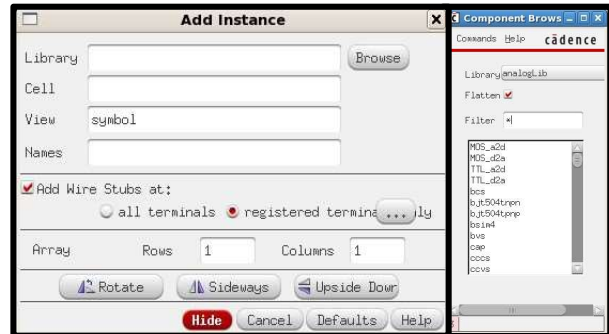 Add Instance
Library
Browse
Cell
View symbol
Names
Add Wire Stubs at:
all terminals registered termina ... ly
Array Rows 1 Columns 1
Rotate Sideways Upside Down
Hide Cancel Defaults Help
Component Brows
Commands Help cādence
Library analogLib
Flatten
Filter *
MOS_a2d
MOS_d2a
TTL_a2d
TTL_d2a
bcs
bjt504tnpn
bjt504tpnp
bsim4
bvs
cap
cccs
ccvs